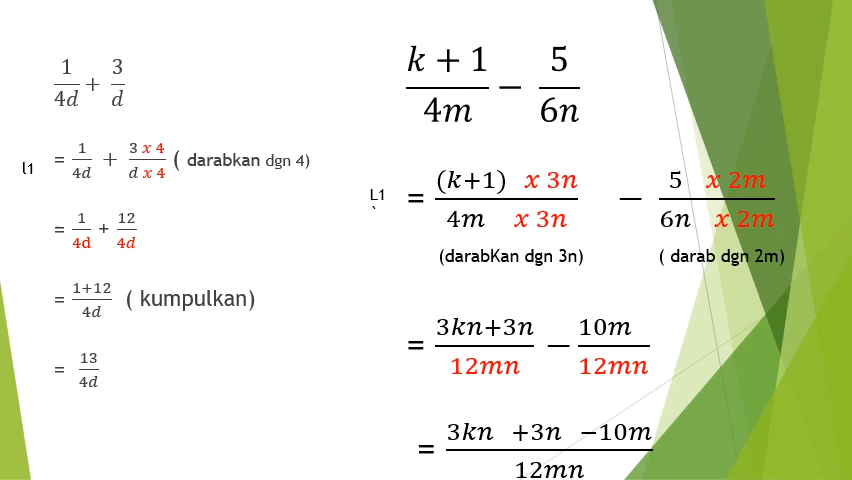 1/4d + 3/d
l1
= 1/4d + 3 x 4/d x 4 ( darabkan dgn 4)
= 1/4d + 12/4d
= 1+12/4d ( kumpulkan)
= 13/4d
k + 1/4m − 5/6n
L1
)
= (k+1) x 3n/4m x 3n − 5 x 2m/6n x 2m
(darabKan dgn 3n) ( darab dgn 2m)
= 3kn+3n/12mn − 10m/12mn
= 3kn +3n −10m/12mn